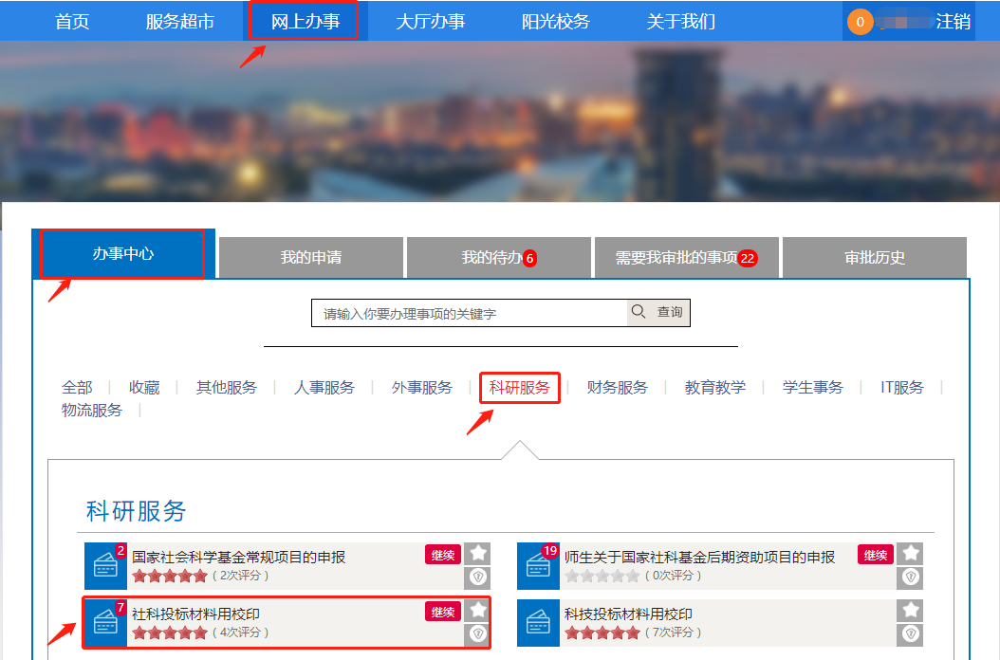 首页 服务超市 网上办事 大厅办事 阳光校务 关于我们 0 注销
办事中心 我的申请 我的待办 6 需要我审批的事项 22 审批历史
请输入你要办理事项的关键字 查询
全部 | 收藏 | 其他服务 | 人事服务 | 外事服务 | 科研服务 | 财务服务 | 教育教学 | 学生事务 | IT服务 |
物流服务 |
科研服务
2 国家社会科学基金常规项目的申报 继续
( 2次评分 )
19 师生关于国家社科基金后期资助项目的申报 继续
( 0次评分 )
7 社科投标材料用校印 继续
( 4次评分 )
科技投标材料用校印
( 7次评分 )